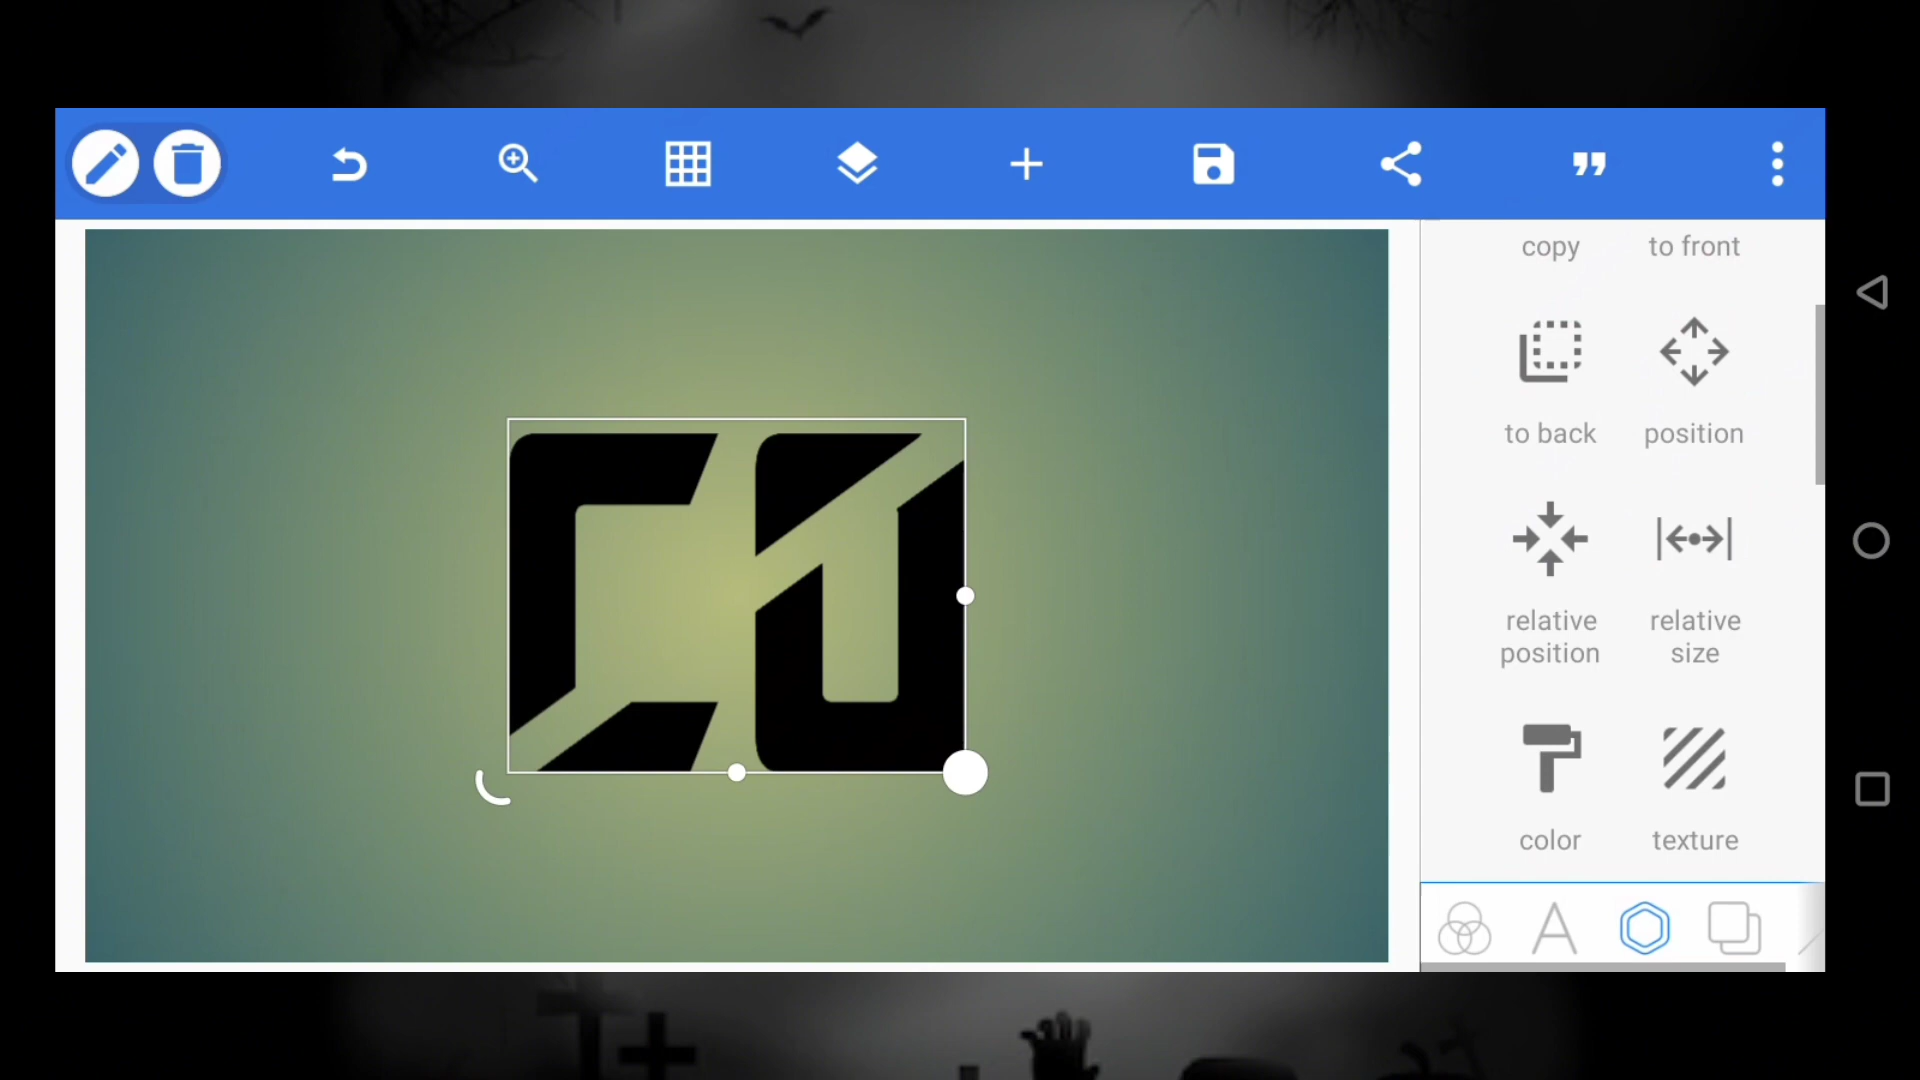 copy to front
to back position
relative position relative size
color texture